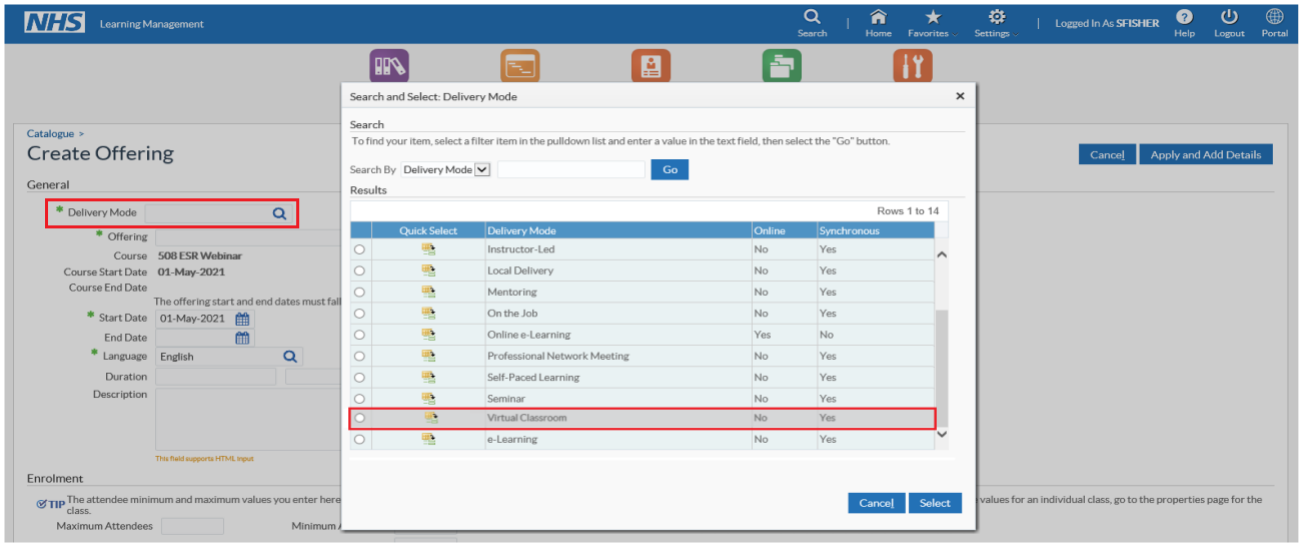 NHS Learning Management
Search | Home Favorites Settings | Logged In As SFISHER Help Logout Portal
Search and Select: Delivery Mode ×
Search
To find your item, select a filter item in the pulldown list and enter a value in the text field, then select the "Go" button.
Search By Delivery Mode Go
Results
Rows 1 to 14
Quick Select Delivery Mode Online Synchronous
Instructor-Led No Yes
Local Delivery No Yes
Mentoring No Yes
On the Job No Yes
Online e-Learning Yes No
Professional Network Meeting No Yes
Self-Paced Learning No Yes
Seminar No Yes
Virtual Classroom No Yes
e-Learning No Yes
Cancel Select
Catalogue >
Create Offering
Cancel Apply and Add Details
General
* Delivery Mode
* Offering
Course 508 ESR Webinar
Course Start Date 01-May-2021
Course End Date
The offering start and end dates must fall
* Start Date 01-May-2021
End Date
* Language English
Duration
Description
This field supports HTML input
Enrolment
TIP The attendee minimum and maximum values you enter here values for an individual class, go to the properties page for the
class.
Maximum Attendees Minimum